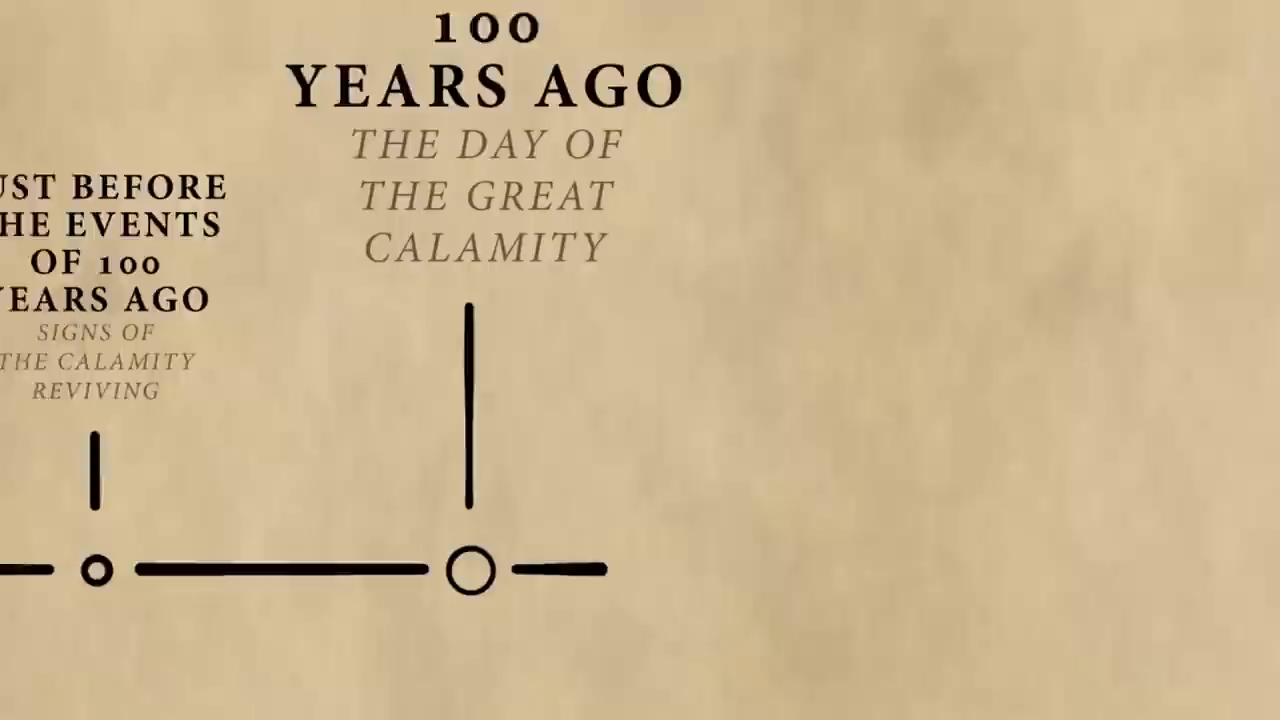 100
YEARS AGO
THE DAY OF
THE GREAT
CALAMITY
UST BEFORE
HE EVENTS
OF 100
YEARS AGO
SIGNS OF
THE CALAMITY
REVIVING